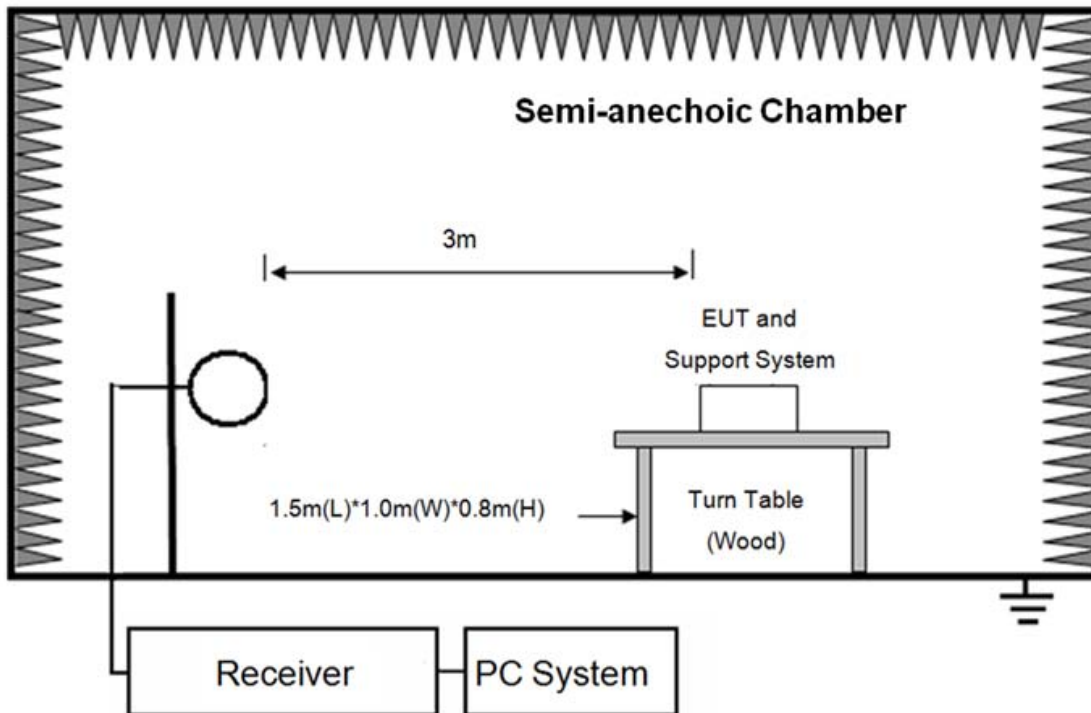 Semi-anechoic Chamber
3m
EUT and
Support System
1.5m(L)*1.0m(W)*0.8m(H)
Turn Table
(Wood)
Receiver
PC System